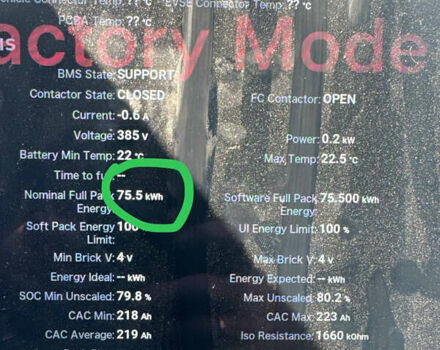 Vehicle Connector Temp: ?? °C EVSE Connector Temp: ?? °C
PCBA Temp: ?? °C
actory Mode
IS
BMS State: SUPPORT
Contactor State: CLOSED FC Contactor: OPEN
Current: -0.6 A
Voltage: 385 V Power: 0.2 kW
Battery Min Temp: 22 °C Max Temp: 22.5 °C
Time to full --
Nominal Full Pack Energy: 75.5 kWh Software Full Pack Energy: 75.500 kWh
Soft Pack Energy Limit: 100 UI Energy Limit: 100 %
Min Brick V: 4 V Max Brick V: 4 V
Energy Ideal: -- kWh Energy Expected: -- kWh
SOC Min Unscaled: 79.8 % Max Unscaled: 80.2 %
CAC Min: 218 Ah CAC Max: 223 Ah
CAC Average: 219 Ah Iso Resistance: 1660 kOhm